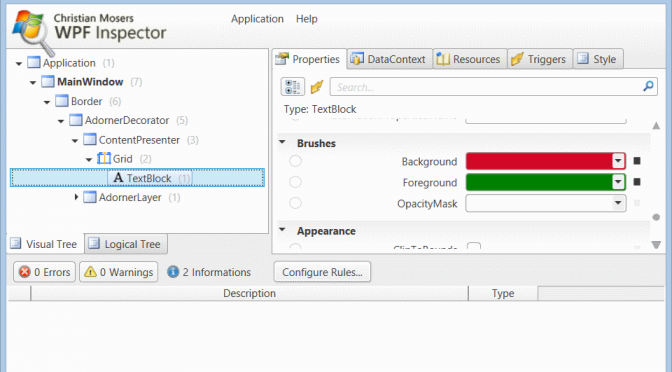 Christian Mosers
WPF Inspector
Application Help
Application (1)
MainWindow (7)
Border (6)
AdornerDecorator (5)
ContentPresenter (3)
Grid (2)
A TextBlock (1)
AdornerLayer (1)
Visual Tree Logical Tree
Properties DataContext Resources Triggers Style
Search...
Type: TextBlock
Brushes
Background
Foreground
OpacityMask
Appearance
ClipToBounds
0 Errors 0 Warnings 2 Informations Configure Rules...
Description Type